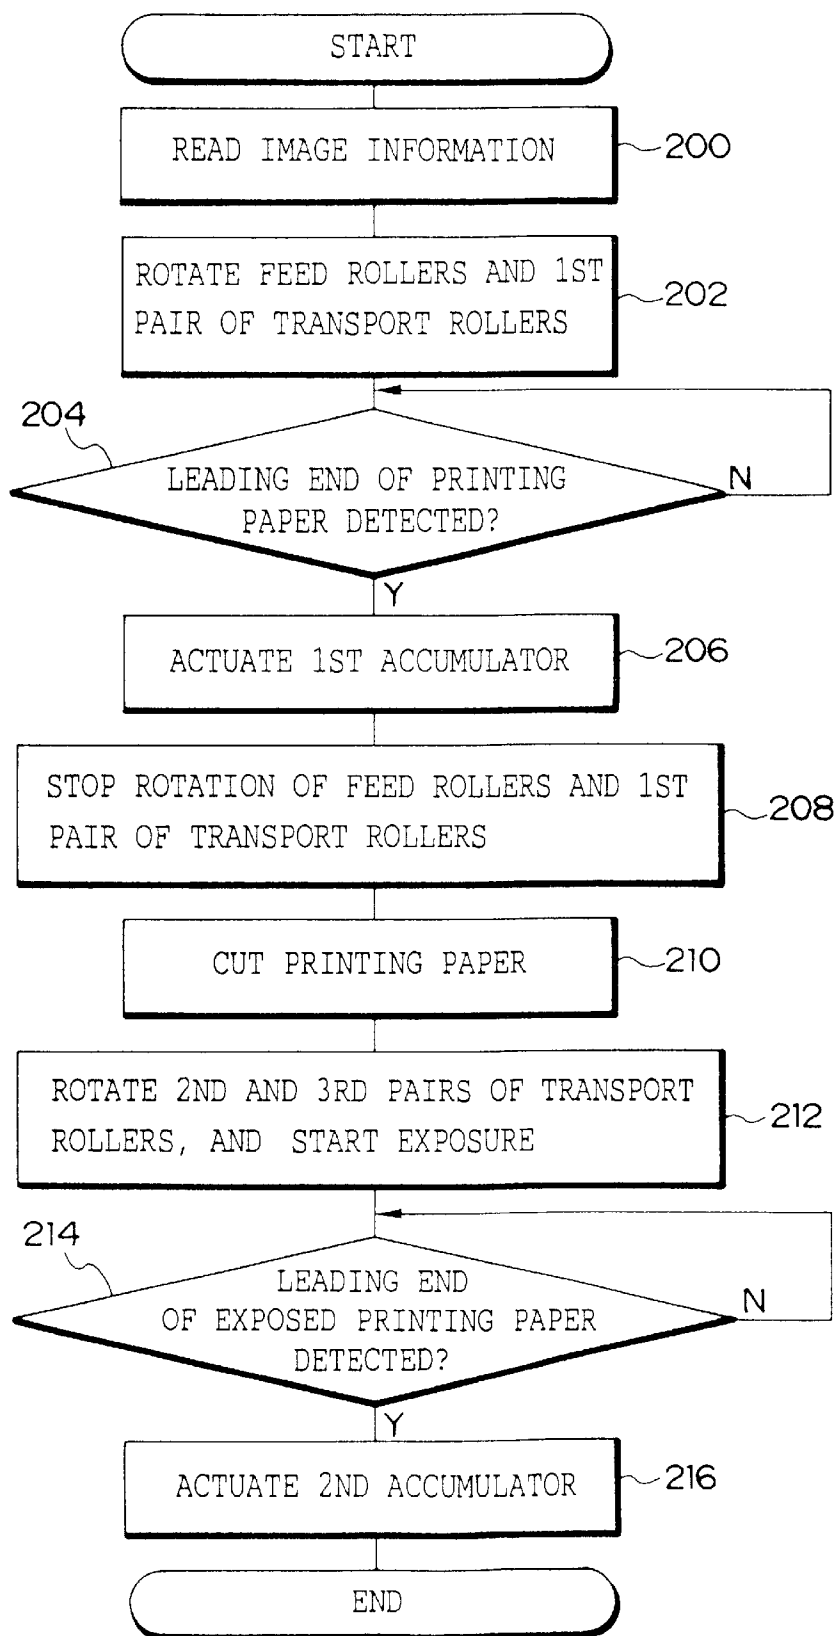 START
READ IMAGE INFORMATION
200
ROTATE FEED ROLLERS AND 1ST
PAIR OF TRANSPORT ROLLERS
202
204
LEADING END OF PRINTING
PAPER DETECTED?
N
Y
ACTUATE 1ST ACCUMULATOR
206
STOP ROTATION OF FEED ROLLERS AND 1ST
PAIR OF TRANSPORT ROLLERS
208
CUT PRINTING PAPER
210
ROTATE 2ND AND 3RD PAIRS OF TRANSPORT
ROLLERS, AND START EXPOSURE
212
214
LEADING END
OF EXPOSED PRINTING PAPER
DETECTED?
N
Y
ACTUATE 2ND ACCUMULATOR
216
END